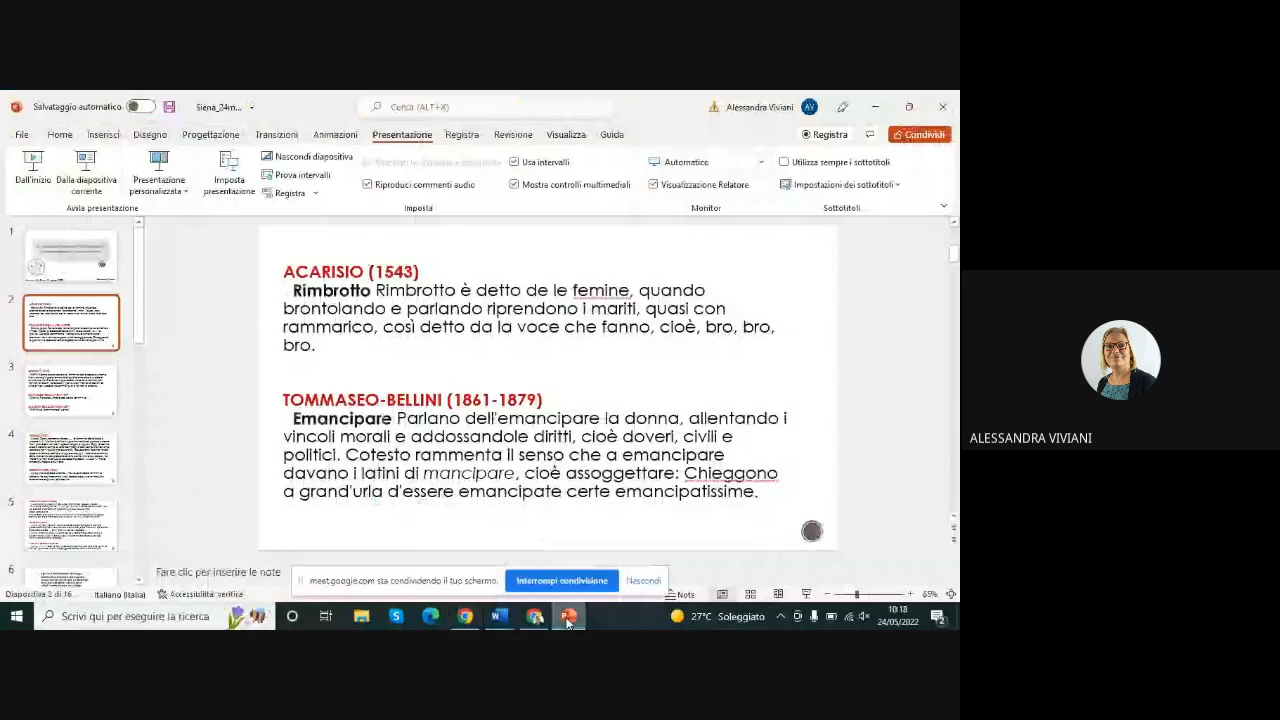 Salvataggio automatico
Siena_24m...
Cerca (ALT+X)
Alessandra Viviani
AV
File Home Inserisci Disegno Progettazione Transizioni Animazioni Presentazione Registra Revisione Visualizza Guida
Registra
Condividi
Dall'inizio
Dalla diapositiva corrente
Presentazione personalizzata
Imposta presentazione
Nascondi diapositiva
Prova intervalli
Registra
Riproduci commenti audio
Usa intervalli
Mostra controlli multimediali
Automatico
Visualizzazione Relatore
Utilizza sempre i sottotitoli
Impostazioni dei sottotitoli
Avvia presentazione
Imposta
Monitor
Sottotitoli
1
2
3
4
5
6
ACARISIO (1543)
Rimbrotto Rimbrotto è detto de le femine, quando
brontolando e parlando riprendono i mariti, quasi con
rammarico, così detto da la voce che fanno, cioè, bro, bro,
bro.
TOMMASEO-BELLINI (1861-1879)
Emancipare Parlano dell'emancipare la donna, allentando i
vincoli morali e addossandole diritti, cioè doveri, civili e
politici. Cotesto rammenta il senso che a emancipare
davano i latini di mancipare, cioè assoggettare: Chieggono
a grand'urla d'essere emancipate certe emancipatissime.
Fare clic per inserire le note
meet.google.com sta condividendo il tuo schermo.
Interrompi condivisione
Nascondi
Diapositiva 2 di 16
Italiano (Italia)
Accessibilità: verifica
Note
65%
Scrivi qui per eseguire la ricerca
27°C Soleggiato
10:18
24/05/2022
2
ALESSANDRA VIVIANI